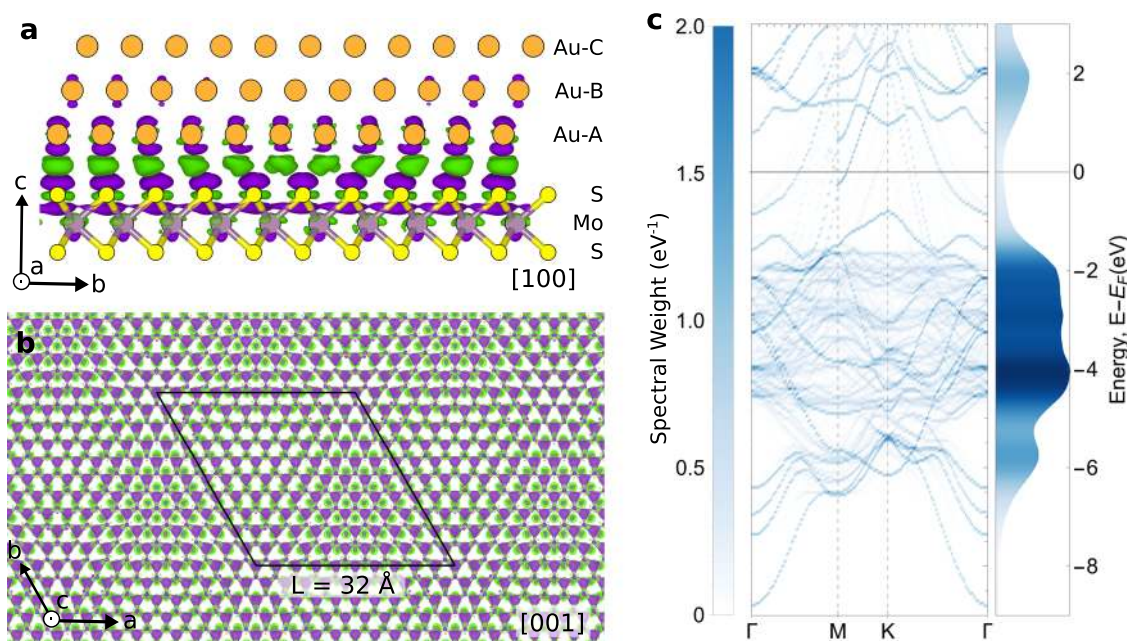 a
Au-C
Au-B
Au-A
S
Mo
S
c
a
b
[100]
b
L = 32 Å
b
c
a
[001]
c
Spectral Weight (eV⁻¹)
2.0
1.5
1.0
0.5
0
Γ M K Γ
2
0
−2
−4
−6
−8
Energy, E−E_F(eV)